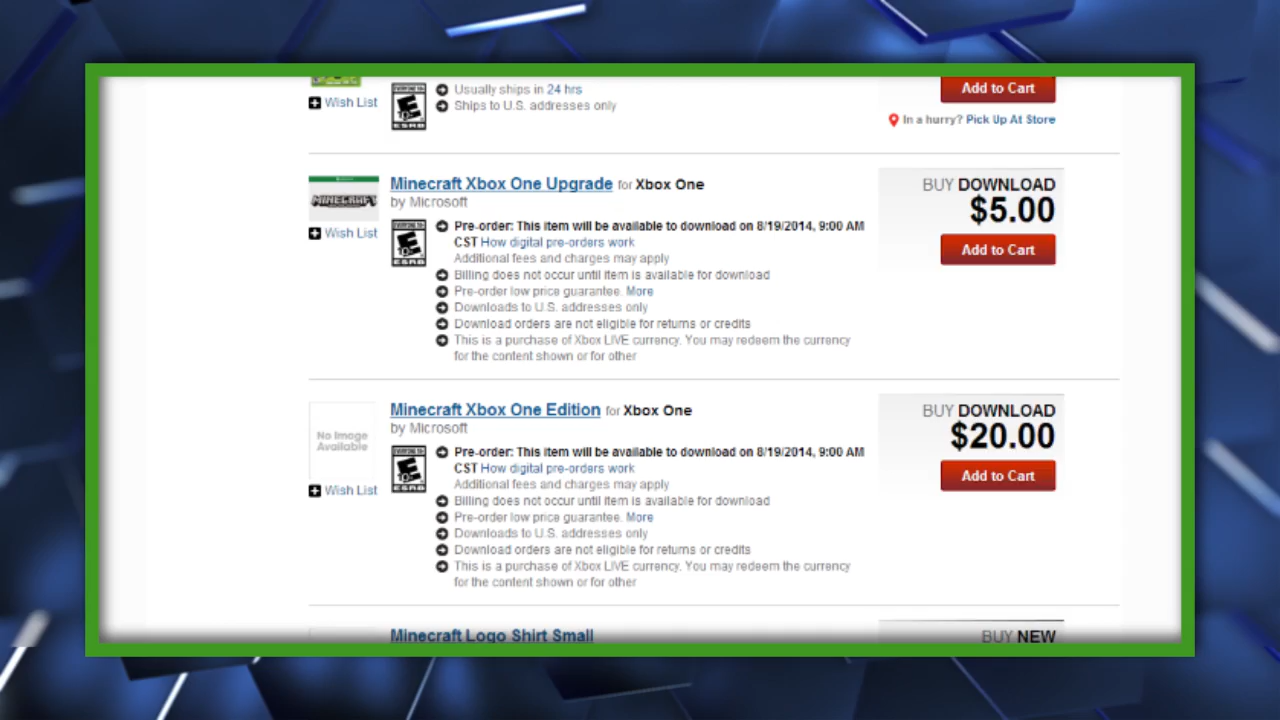 Usually ships in 24 hrs
Wish List
Ships to U.S. addresses only
ESRB
Add to Cart
In a hurry? Pick Up At Store
MINECRAFT
Wish List
Minecraft Xbox One Upgrade for Xbox One
by Microsoft
EVERYONE 10+
E
ESRB
Pre-order: This item will be available to download on 8/19/2014, 9:00 AM
CST How digital pre-orders work
Additional fees and charges may apply
Billing does not occur until item is available for download
Pre-order low price guarantee. More
Downloads to U.S. addresses only
Download orders are not eligible for returns or credits
This is a purchase of Xbox LIVE currency. You may redeem the currency
for the content shown or for other
BUY DOWNLOAD
$5.00
Add to Cart
No Image
Available
Wish List
Minecraft Xbox One Edition for Xbox One
by Microsoft
EVERYONE 10+
E
ESRB
Pre-order: This item will be available to download on 8/19/2014, 9:00 AM
CST How digital pre-orders work
Additional fees and charges may apply
Billing does not occur until item is available for download
Pre-order low price guarantee. More
Downloads to U.S. addresses only
Download orders are not eligible for returns or credits
This is a purchase of Xbox LIVE currency. You may redeem the currency
for the content shown or for other
BUY DOWNLOAD
$20.00
Add to Cart
Minecraft Logo Shirt Small
BUY NEW